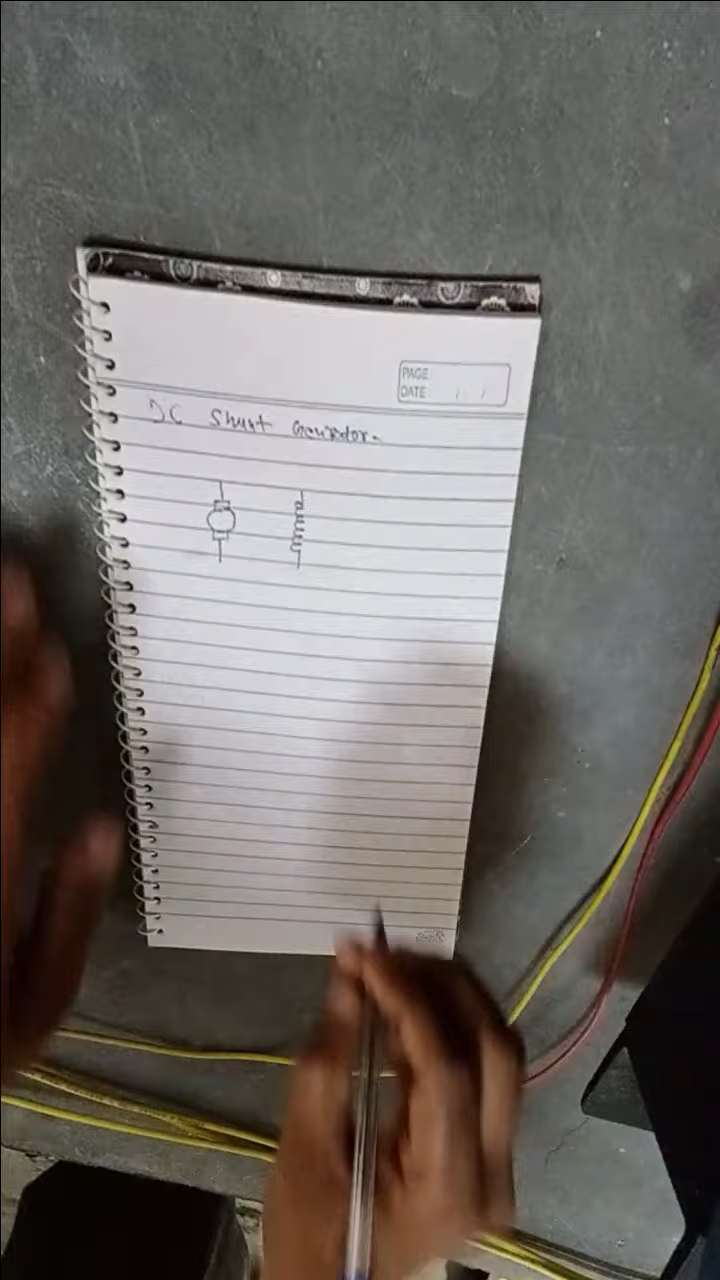 PAGE:
DATE: / /
DC Shunt Generator-